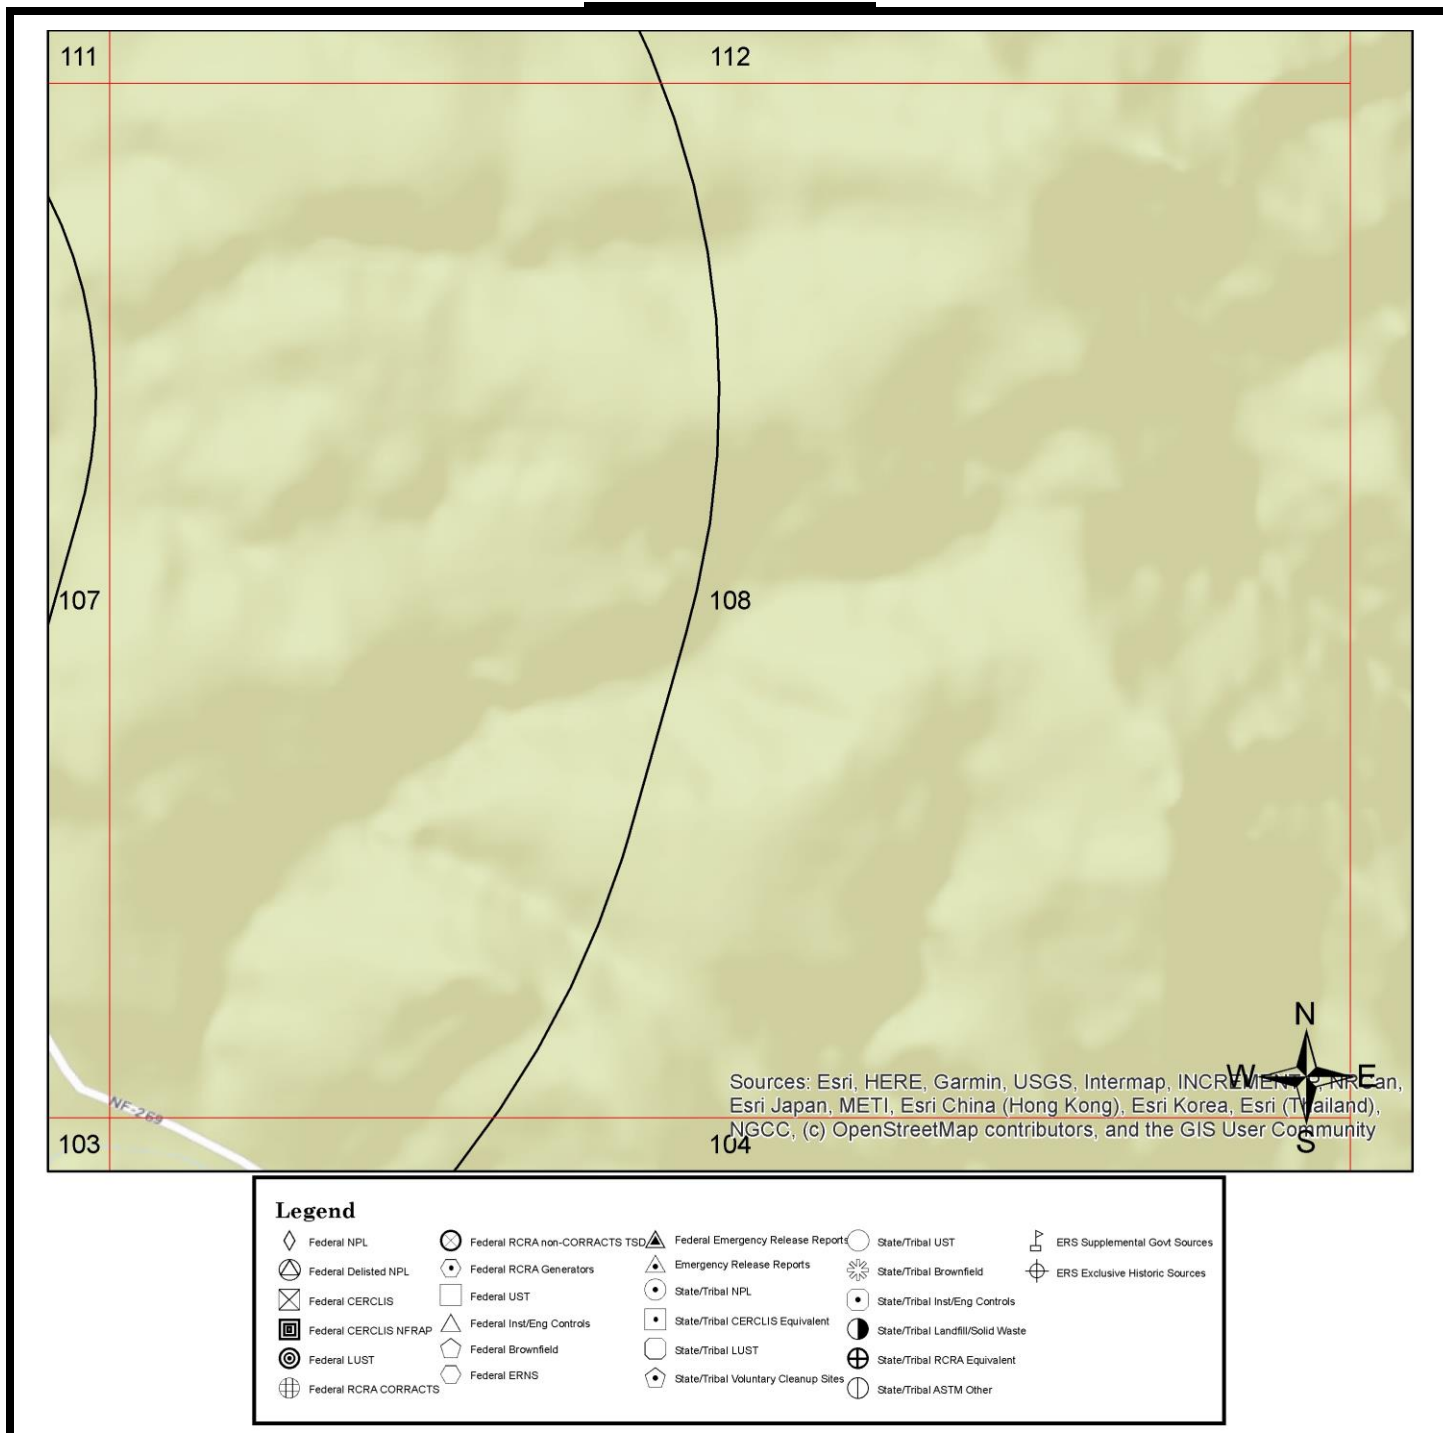 111
112
107
108
N
W E
S
Sources: Esri, HERE, Garmin, USGS, Intermap, INCREMENT P, NRCan,
Esri Japan, METI, Esri China (Hong Kong), Esri Korea, Esri (Thailand),
NGCC, (c) OpenStreetMap contributors, and the GIS User Community
NF-269
103
104
Legend
Federal NPL
Federal Delisted NPL
Federal CERCLIS
Federal CERCLIS NFRAP
Federal LUST
Federal RCRA CORRACTS
Federal RCRA non-CORRACTS TSD
Federal RCRA Generators
Federal UST
Federal Inst/Eng Controls
Federal Brownfield
Federal ERNS
Federal Emergency Release Reports
Emergency Release Reports
State/Tribal NPL
State/Tribal CERCLIS Equivalent
State/Tribal LUST
State/Tribal Voluntary Cleanup Sites
State/Tribal UST
State/Tribal Brownfield
State/Tribal Inst/Eng Controls
State/Tribal Landfill/Solid Waste
State/Tribal RCRA Equivalent
State/Tribal ASTM Other
ERS Supplemental Govt Sources
ERS Exclusive Historic Sources